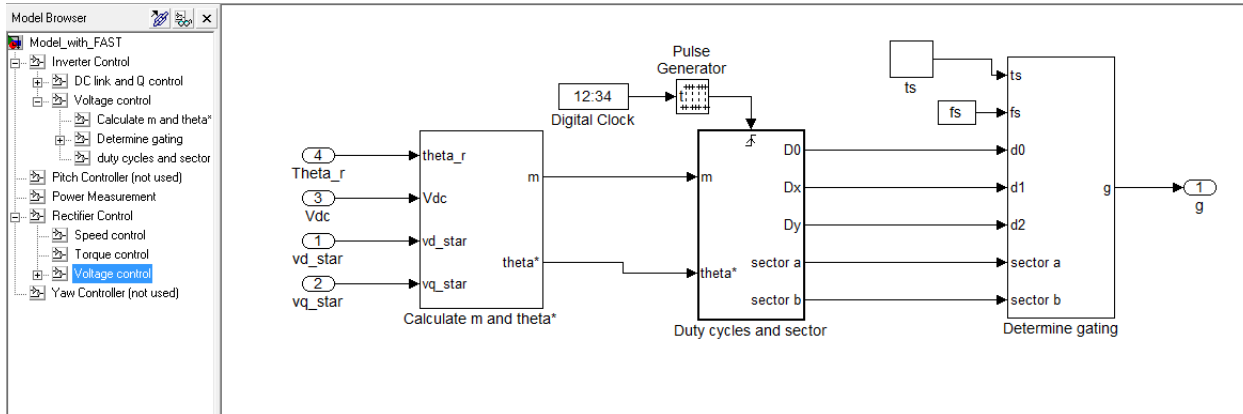 Model Browser
Model_with_FAST
Inverter Control
DC link and Q control
Voltage control
Calculate m and theta*
Determine gating
duty cycles and sector
Pitch Controller (not used)
Power Measurement
Rectifier Control
Speed control
Torque control
Voltage control
Yaw Controller (not used)
4
Theta_r
3
Vdc
1
vd_star
2
vq_star
theta_r
Vdc
vd_star
vq_star
m
theta*
Calculate m and theta*
12:34
Digital Clock
Pulse
Generator
t
m
theta*
D0
Dx
Dy
sector a
sector b
Duty cycles and sector
ts
fs
ts
fs
d0
d1
d2
sector a
sector b
g
Determine gating
1
g